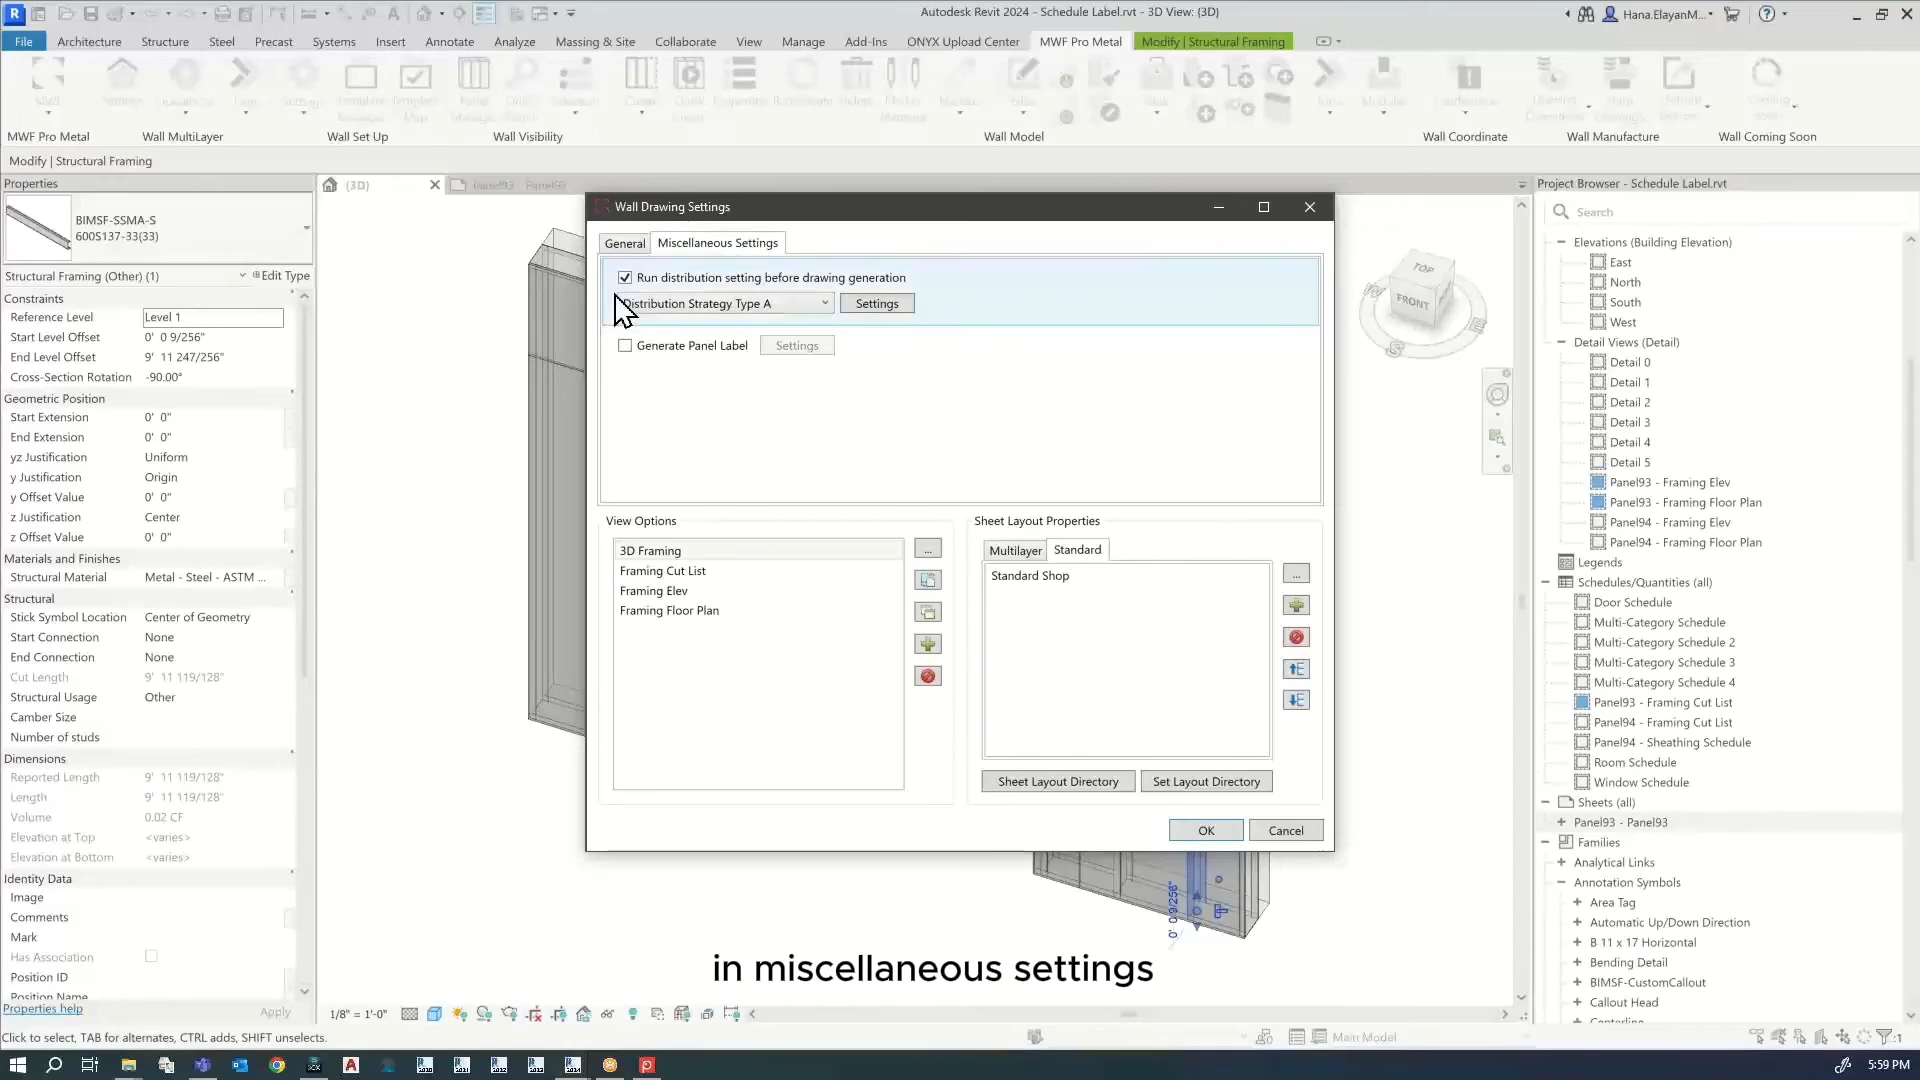 Autodesk Revit 2024 - Schedule Label.rvt - 3D View: {3D}
Hana.ElayanM...
File
Architecture
Structure
Steel
Precast
Systems
Insert
Annotate
Analyze
Massing & Site
Collaborate
View
Manage
Add-Ins
ONYX Upload Center
MWF Pro Metal
Modify | Structural Framing
MWF Pro Metal
Wall MultiLayer
Wall Set Up
Wall Visibility
Wall Model
Wall Coordinate
Wall Manufacture
Wall Coming Soon
Modify | Structural Framing
Properties
BIMSF-SSMA-S
600S137-33(33)
Structural Framing (Other) (1)
Edit Type
Constraints
Reference Level Level 1
Start Level Offset 0' 0 9/256"
End Level Offset 9' 11 247/256"
Cross-Section Rotation -90.00°
Geometric Position
Start Extension 0' 0"
End Extension 0' 0"
yz Justification Uniform
y Justification Origin
y Offset Value 0' 0"
z Justification Center
z Offset Value 0' 0"
Materials and Finishes
Structural Material Metal - Steel - ASTM ...
Structural
Stick Symbol Location Center of Geometry
Start Connection None
End Connection None
Cut Length 9' 11 119/128"
Structural Usage Other
Camber Size
Number of studs
Dimensions
Reported Length 9' 11 119/128"
Length 9' 11 119/128"
Volume 0.02 CF
Elevation at Top <varies>
Elevation at Bottom <varies>
Identity Data
Image
Comments
Mark
Has Association
Position ID
Position Name
Properties help
Apply
{3D}
Panel93 - Panel93
Wall Drawing Settings
General
Miscellaneous Settings
Run distribution setting before drawing generation
Distribution Strategy Type A
Settings
Generate Panel Label
Settings
View Options
3D Framing
Framing Cut List
Framing Elev
Framing Floor Plan
...
Sheet Layout Properties
Multilayer
Standard
Standard Shop
...
Sheet Layout Directory
Set Layout Directory
OK
Cancel
TOP
FRONT
W
E
S
0' 0 9/256"
in miscellaneous settings
1/8" = 1'-0"
Project Browser - Schedule Label.rvt
Search
Elevations (Building Elevation)
East
North
South
West
Detail Views (Detail)
Detail 0
Detail 1
Detail 2
Detail 3
Detail 4
Detail 5
Panel93 - Framing Elev
Panel93 - Framing Floor Plan
Panel94 - Framing Elev
Panel94 - Framing Floor Plan
Legends
Schedules/Quantities (all)
Door Schedule
Multi-Category Schedule
Multi-Category Schedule 2
Multi-Category Schedule 3
Multi-Category Schedule 4
Panel93 - Framing Cut List
Panel94 - Framing Cut List
Panel94 - Sheathing Schedule
Room Schedule
Window Schedule
Sheets (all)
Panel93 - Panel93
Families
Analytical Links
Annotation Symbols
Area Tag
Automatic Up/Down Direction
B 11 x 17 Horizontal
Bending Detail
BIMSF-CustomCallout
Callout Head
Centerline
Click to select, TAB for alternates, CTRL adds, SHIFT unselects.
Main Model
:1
5:59 PM